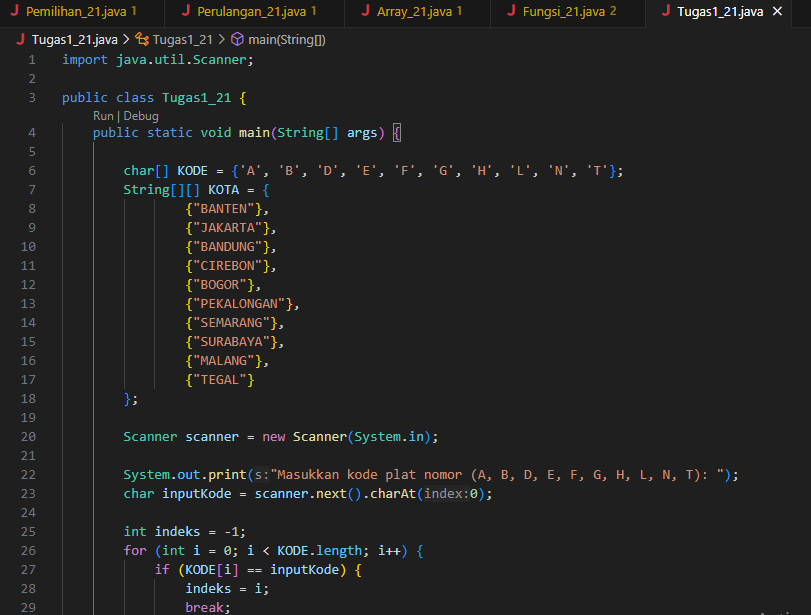 Pemilihan_21.java 1 Perulangan_21.java 1 Array_21.java 1 Fungsi_21.java 2 Tugas1_21.java
Tugas1_21.java > Tugas1_21 > main(String[])
1 import java.util.Scanner;
2
3 public class Tugas1_21 {
Run | Debug
4 public static void main(String[] args) {
5
6 char[] KODE = {'A', 'B', 'D', 'E', 'F', 'G', 'H', 'L', 'N', 'T'};
7 String[][] KOTA = {
8 {"BANTEN"},
9 {"JAKARTA"},
10 {"BANDUNG"},
11 {"CIREBON"},
12 {"BOGOR"},
13 {"PEKALONGAN"},
14 {"SEMARANG"},
15 {"SURABAYA"},
16 {"MALANG"},
17 {"TEGAL"}
18 };
19
20 Scanner scanner = new Scanner(System.in);
21
22 System.out.print(s:"Masukkan kode plat nomor (A, B, D, E, F, G, H, L, N, T): ");
23 char inputKode = scanner.next().charAt(index:0);
24
25 int indeks = -1;
26 for (int i = 0; i < KODE.length; i++) {
27 if (KODE[i] == inputKode) {
28 indeks = i;
29 break;